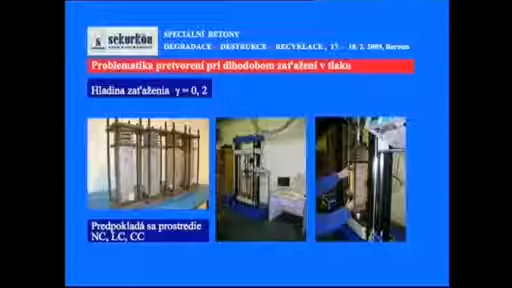 sekurkon
SPECIÁLNÍ BETONY
DEGRADACE - DESTRUKCE - RECYKLACE , 17. - 18. 2. 2009, Beroun
Problematika pretvorení pri dlhodobom zaťažení v tlaku
Hladina zaťaženia γ = 0, 2
Predpokladá sa prostredie
NC, LC, CC